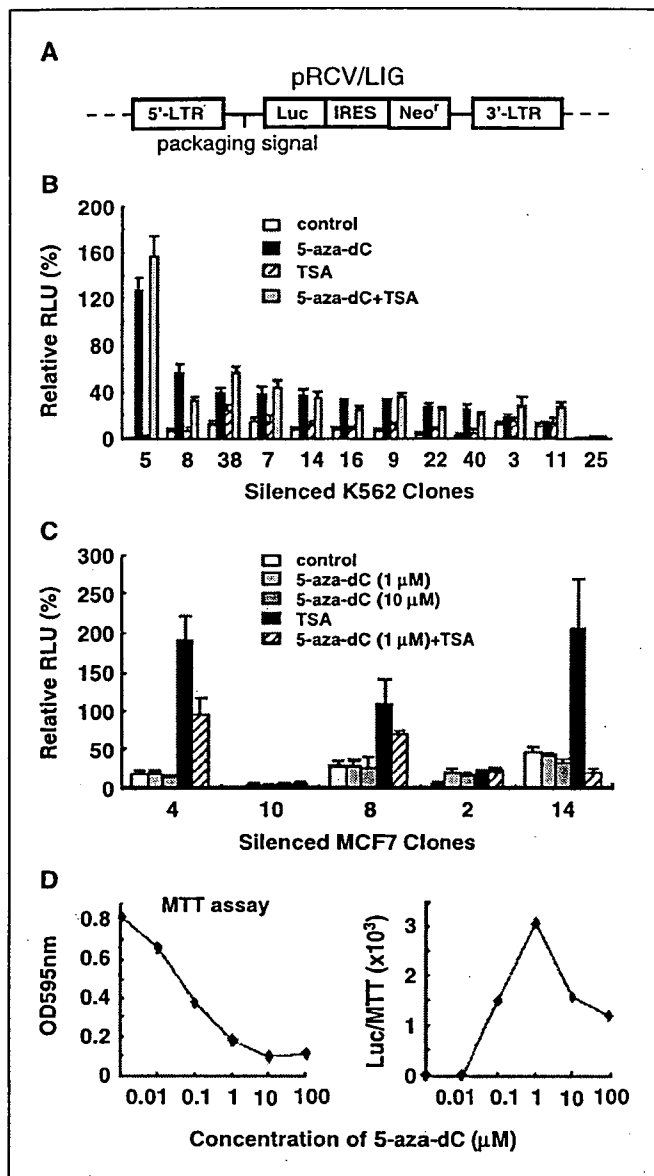 A
pRCV/LIG
5'-LTR Luc IRES Neoʳ 3'-LTR
packaging signal
B
Relative RLU (%)
200
160
120
80
40
0
control
5-aza-dC
TSA
5-aza-dC+TSA
5 8 38 7 14 16 9 22 40 3 11 25
Silenced K562 Clones
C
Relative RLU (%)
300
250
200
150
100
50
0
control
5-aza-dC (1 μM)
5-aza-dC (10 μM)
TSA
5-aza-dC (1 μM)+TSA
4 10 8 2 14
Silenced MCF7 Clones
D
MTT assay
OD595nm
0.8
0.6
0.4
0.2
0
0.01 0.1 1 10 100
Luc/MTT (x10³)
3
2
1
0
0.01 0.1 1 10 100
Concentration of 5-aza-dC (μM)